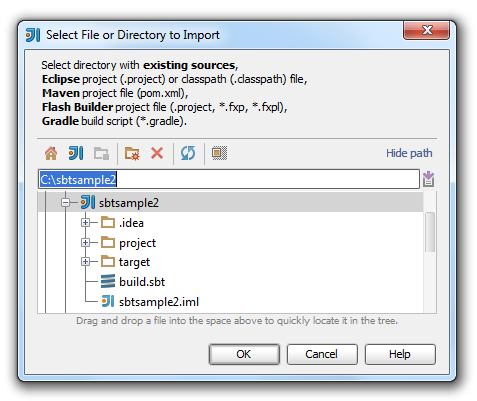 Select File or Directory to Import
Select directory with existing sources,
Eclipse project (.project) or classpath (.classpath) file,
Maven project file (pom.xml),
Flash Builder project file (.project, *.fxp, *.fxpl),
Gradle build script (*.gradle).
Hide path
C:\sbtsample2
sbtsample2
.idea
project
target
build.sbt
sbtsample2.iml
Drag and drop a file into the space above to quickly locate it in the tree.
OK Cancel Help